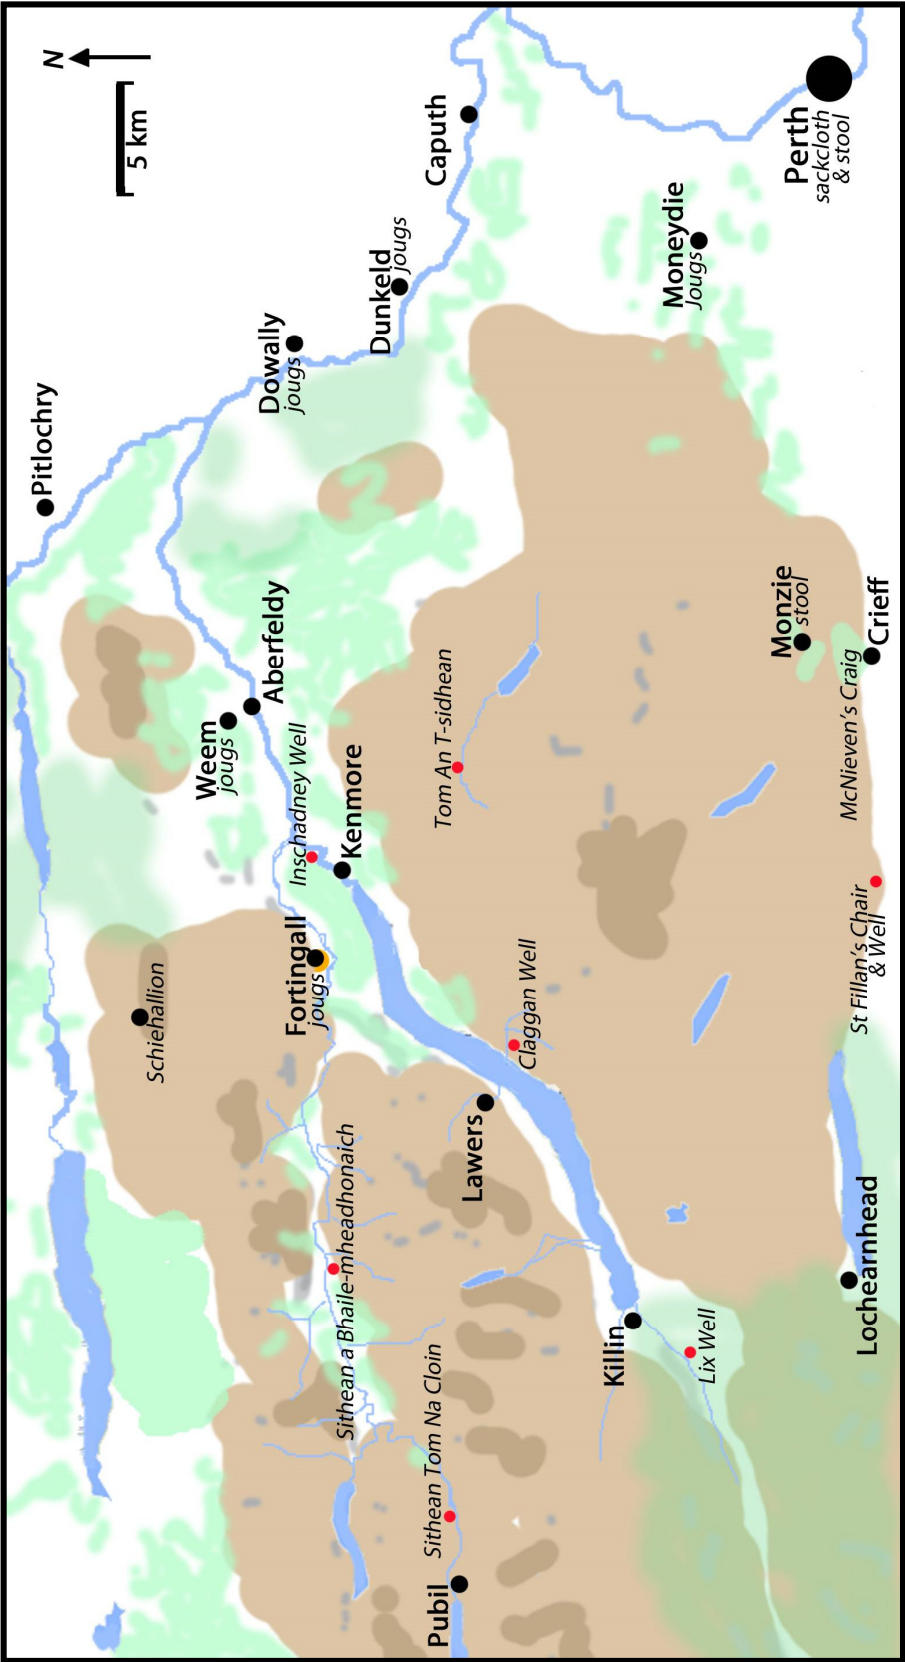 N
5 km
Pitlochry
Caputh
Dunkeld
jougs
Dowally
jougs
Perth
sackcloth
& stool
Moneydie
Jougs
Weem
jougs
Aberfeldy
Inschadney Well
Kenmore
Tom An T-sidhean
Monzie
stool
Crieff
McNieven's Craig
Schiehallion
Fortingall
jougs
Claggan Well
St Fillan's Chair
& Well
Lawers
Sithean a Bhaile-mheadhonaich
Sithean Tom Na Cloin
Killin
Lix Well
Lochearnhead
Pubil